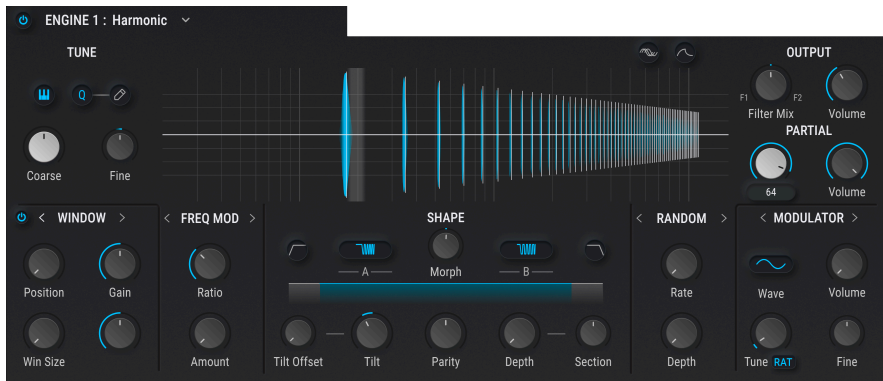 ENGINE 1 : Harmonic
TUNE
OUTPUT
Q
F1
F2
Filter Mix
Volume
PARTIAL
Coarse
Fine
64
Volume
WINDOW
FREQ MOD
SHAPE
RANDOM
MODULATOR
A
Morph
B
Position
Gain
Ratio
Rate
Wave
Volume
Win Size
Amount
Tilt Offset
Tilt
Parity
Depth
Section
Depth
Tune RAT
Fine